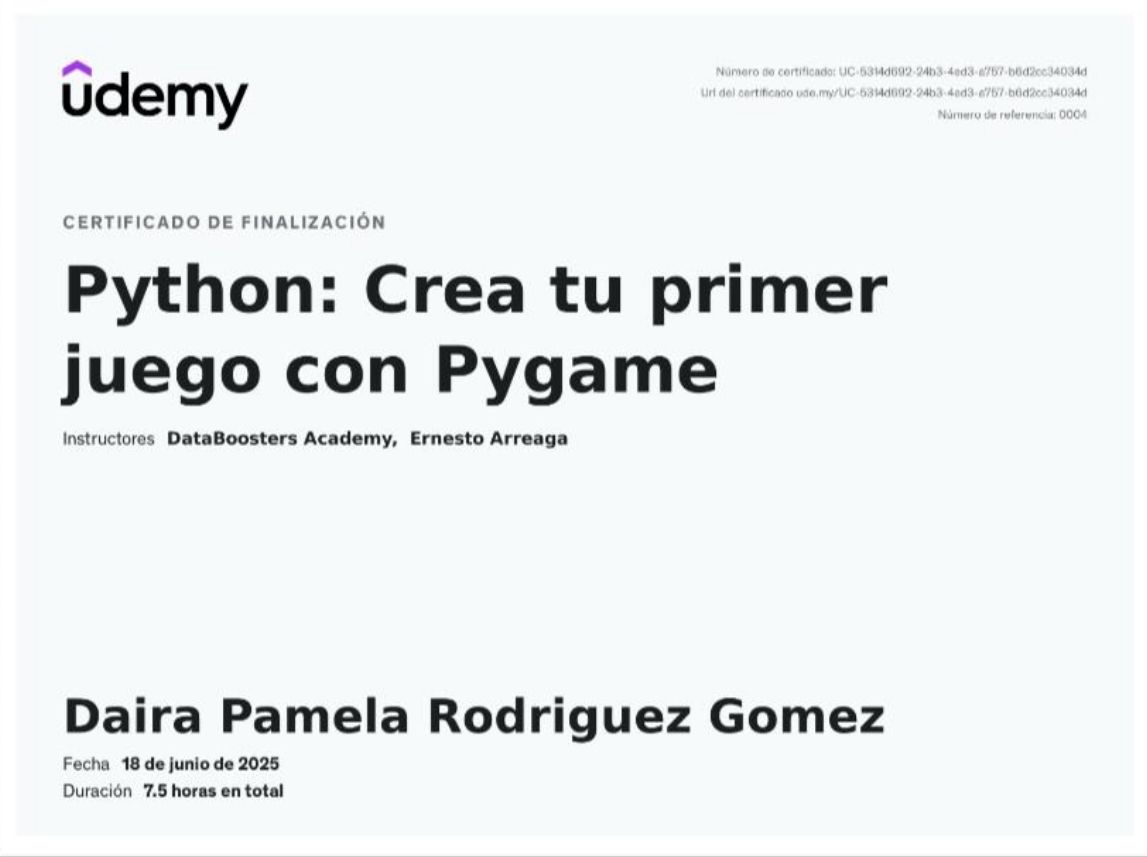 ûdemy
Número de certificado: UC-5314d692-24b3-4ed3-a757-b6d2cc34034d
Url del certificado ude.my/UC-5314d692-24b3-4ed3-a757-b6d2cc34034d
Número de referencia: 0004
CERTIFICADO DE FINALIZACIÓN
Python: Crea tu primer
juego con Pygame
Instructores DataBoosters Academy, Ernesto Arreaga
Daira Pamela Rodriguez Gomez
Fecha 18 de junio de 2025
Duración 7.5 horas en total